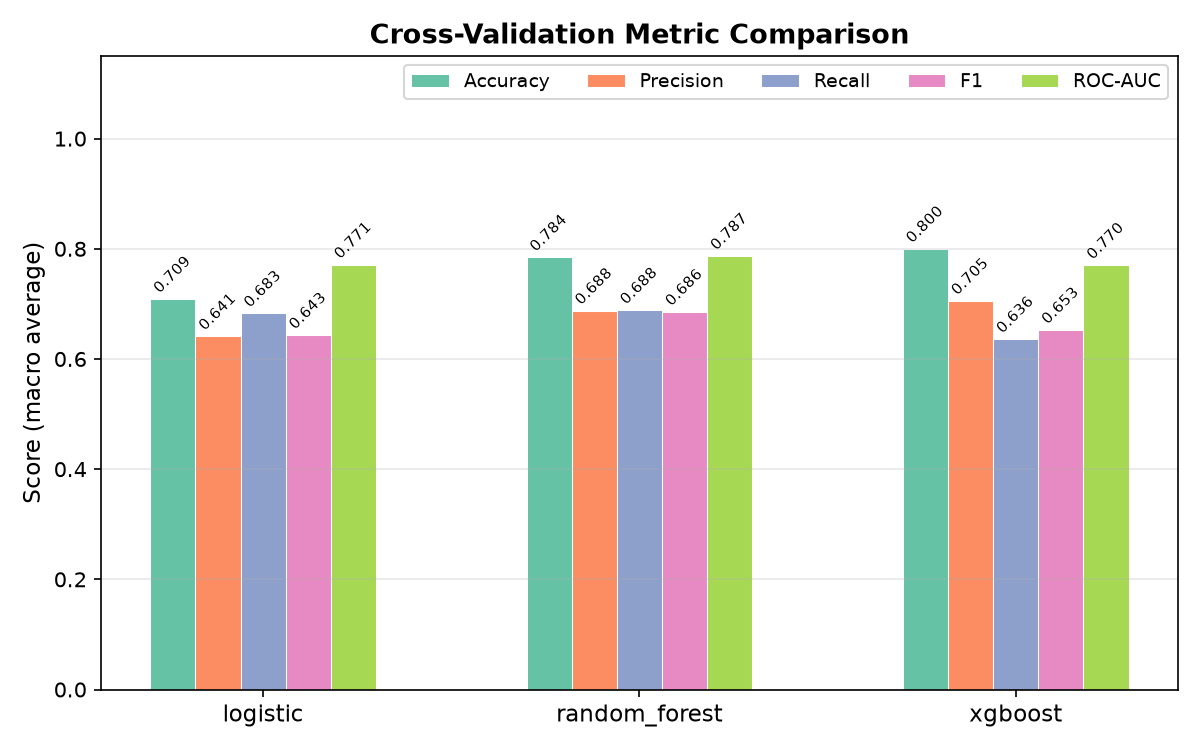 Cross-Validation Metric Comparison
Accuracy Precision Recall F1 ROC-AUC
Score (macro average)
1.0
0.8
0.6
0.4
0.2
0.0
0.709 0.641 0.683 0.643 0.771
0.784 0.688 0.688 0.686 0.787
0.800 0.705 0.636 0.653 0.770
logistic random_forest xgboost